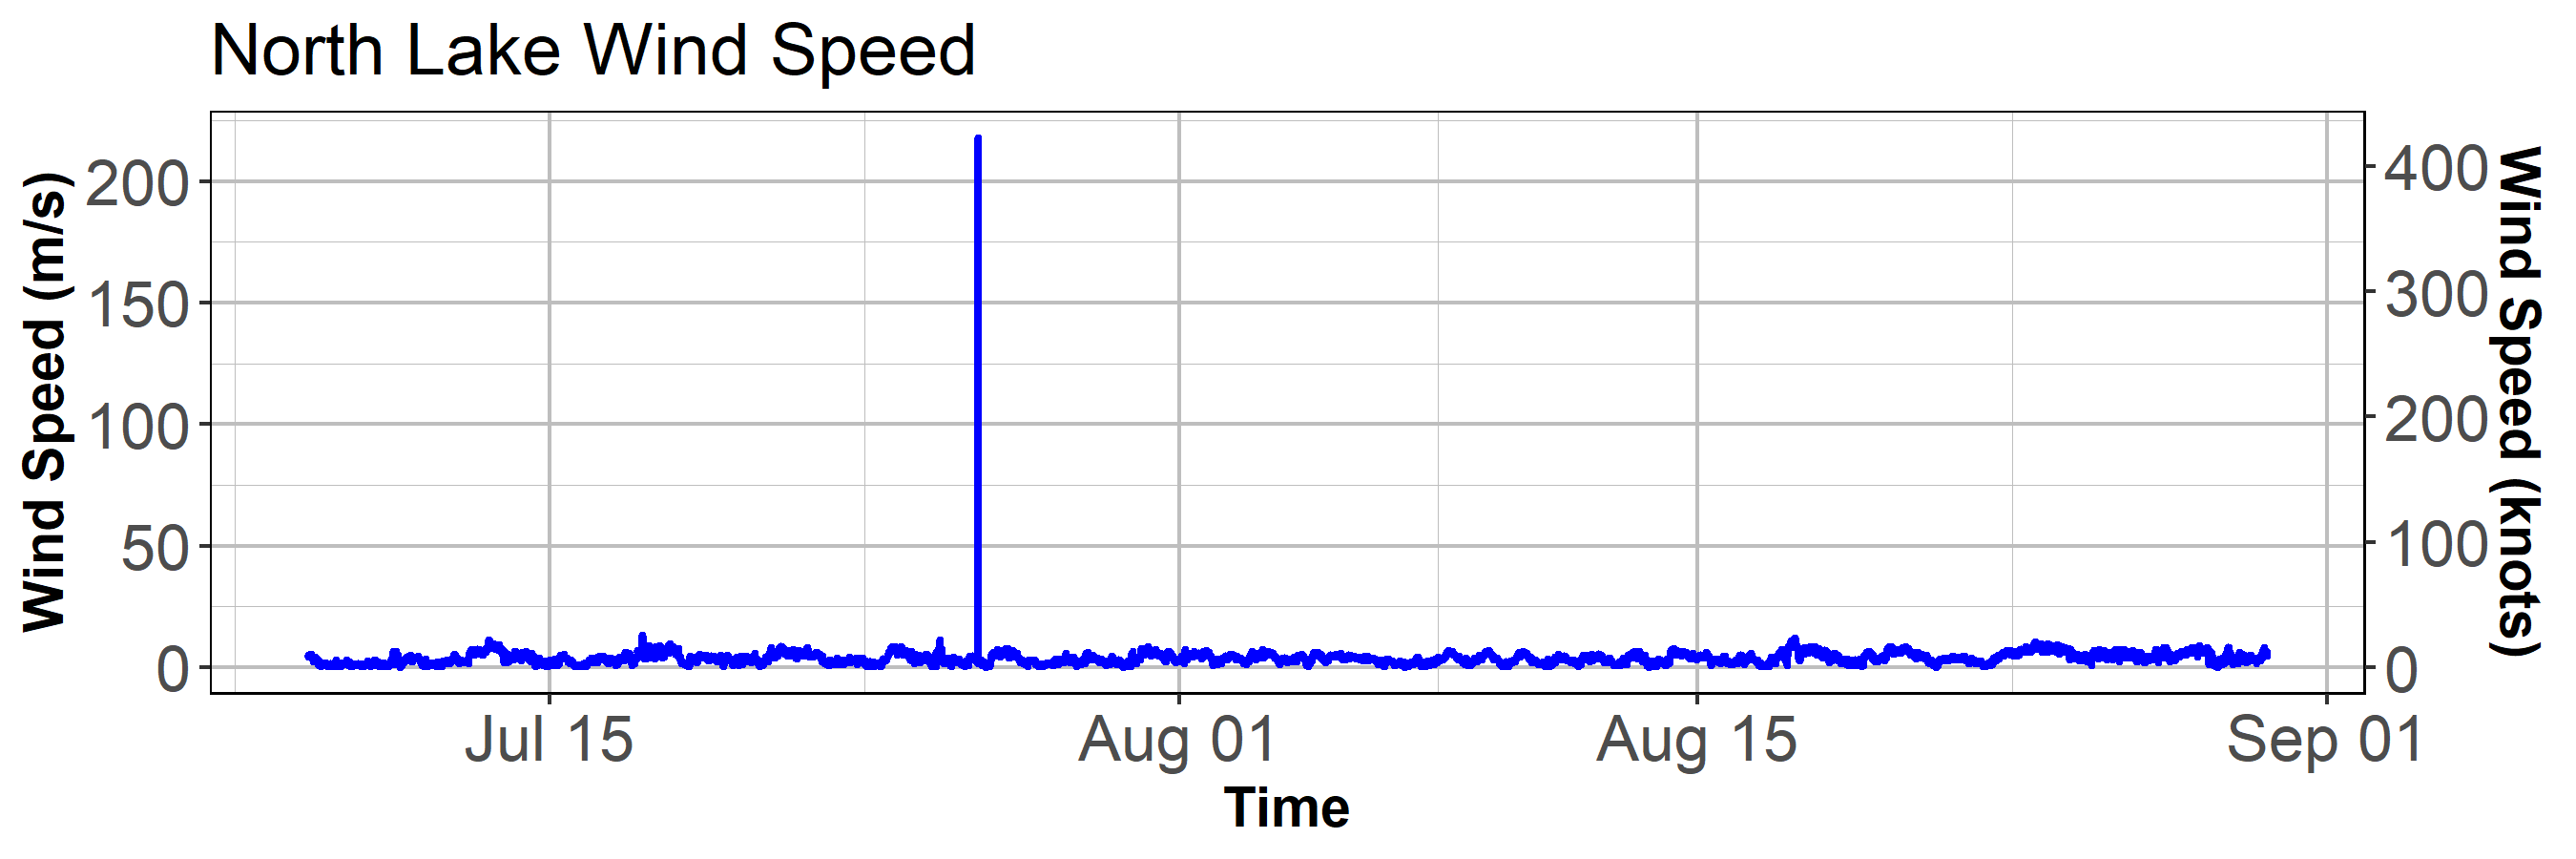 North Lake Wind Speed
Wind Speed (m/s)
200
150
100
50
0
400
300
200
100
0
Wind Speed (knots)
Jul 15
Aug 01
Aug 15
Sep 01
Time